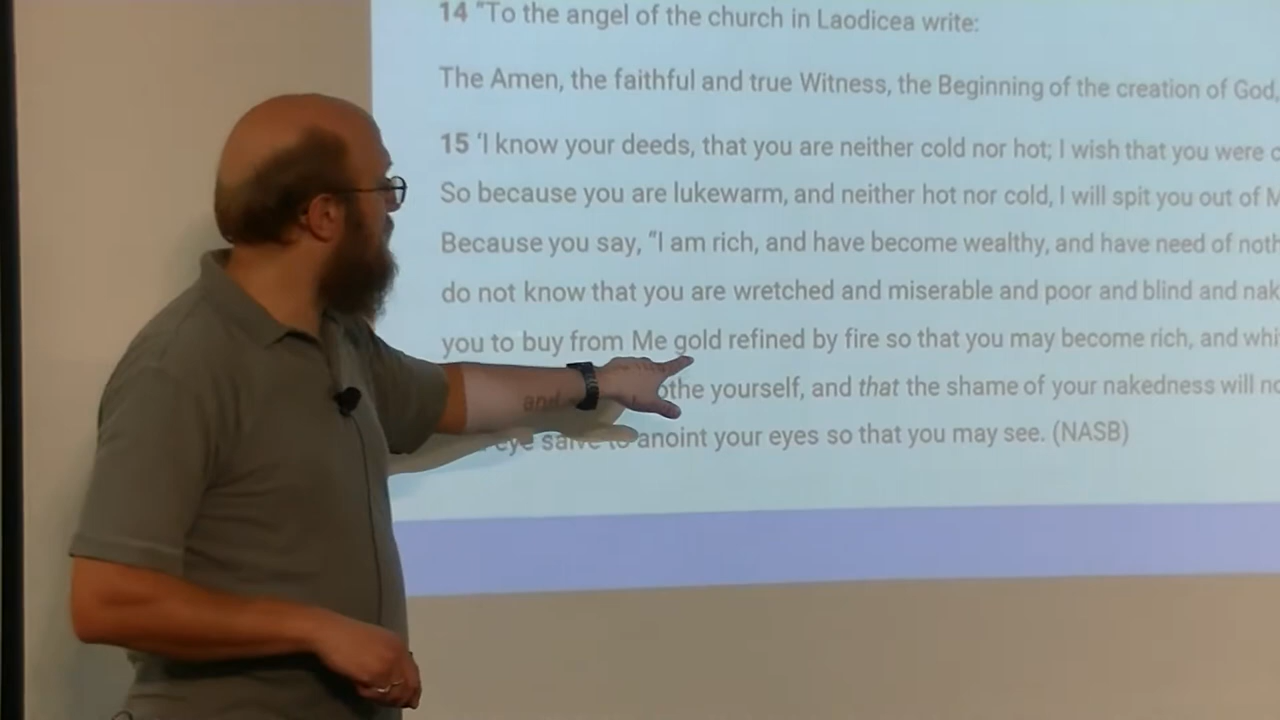 14 "To the angel of the church in Laodicea write:
The Amen, the faithful and true Witness, the Beginning of the creation of God,
15 'I know your deeds, that you are neither cold nor hot; I wish that you were
So because you are lukewarm, and neither hot nor cold, I will spit you out of
Because you say, "I am rich, and have become wealthy, and have need of
do not know that you are wretched and miserable and poor and blind and
you to buy from Me gold refined by fire so that you may become rich, and
yourself, and that the shame of your nakedness will
eye salve to anoint your eyes so that you may see. (NASB)